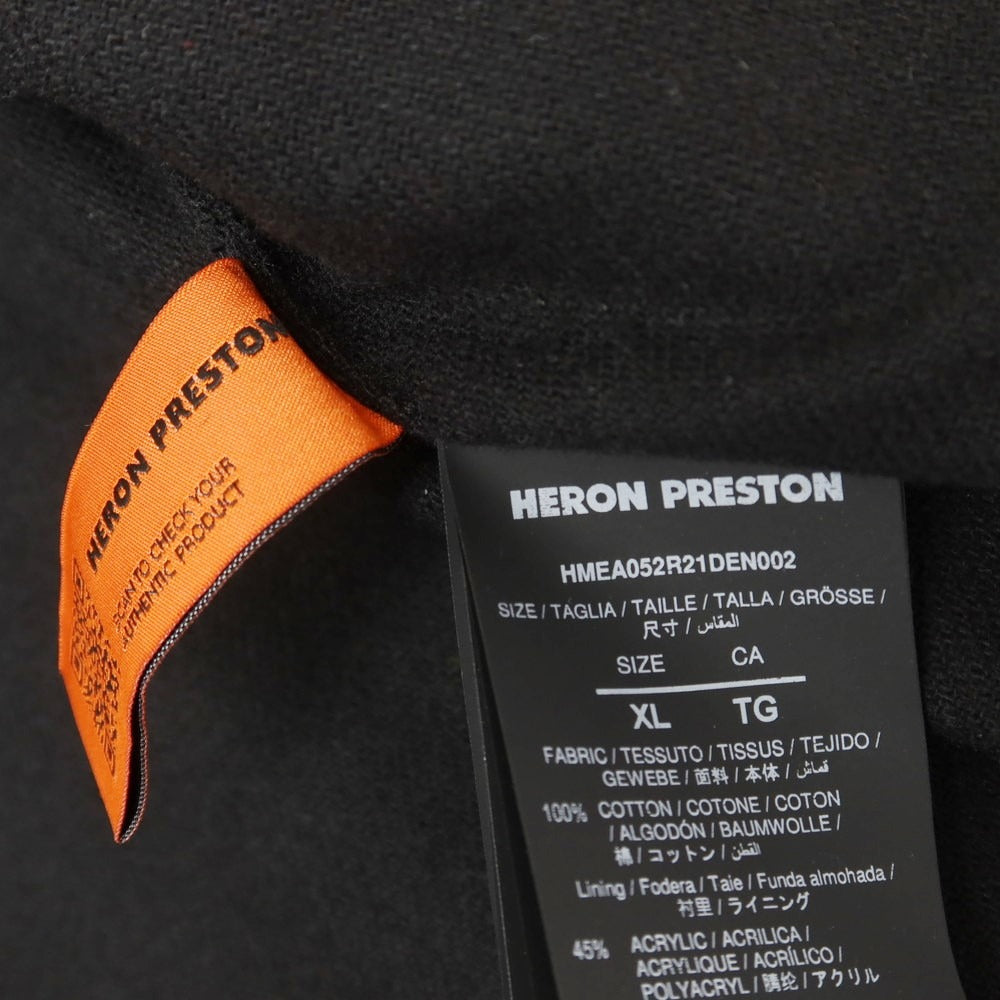 HERON PRESTON
SCAN TO CHECK YOUR
AUTHENTIC PRODUCT
HERON PRESTON
HMEA052R21DEN002
SIZE / TAGLIA / TAILLE / TALLA / GRÖSSE /
尺寸 / المقاس
SIZE CA
XL TG
FABRIC / TESSUTO / TISSUS / TEJIDO /
GEWEBE / 面料 / 本体 / قماش
100% COTTON / COTONE / COTON
/ ALGODÓN / BAUMWOLLE /
棉 / コットン / القطن
Lining / Fodera / Taie / Funda almohada /
衬里 / ライニング
45% ACRYLIC / ACRILICA /
ACRYLIQUE / ACRÍLICO /
POLYACRYL / 腈纶 / アクリル